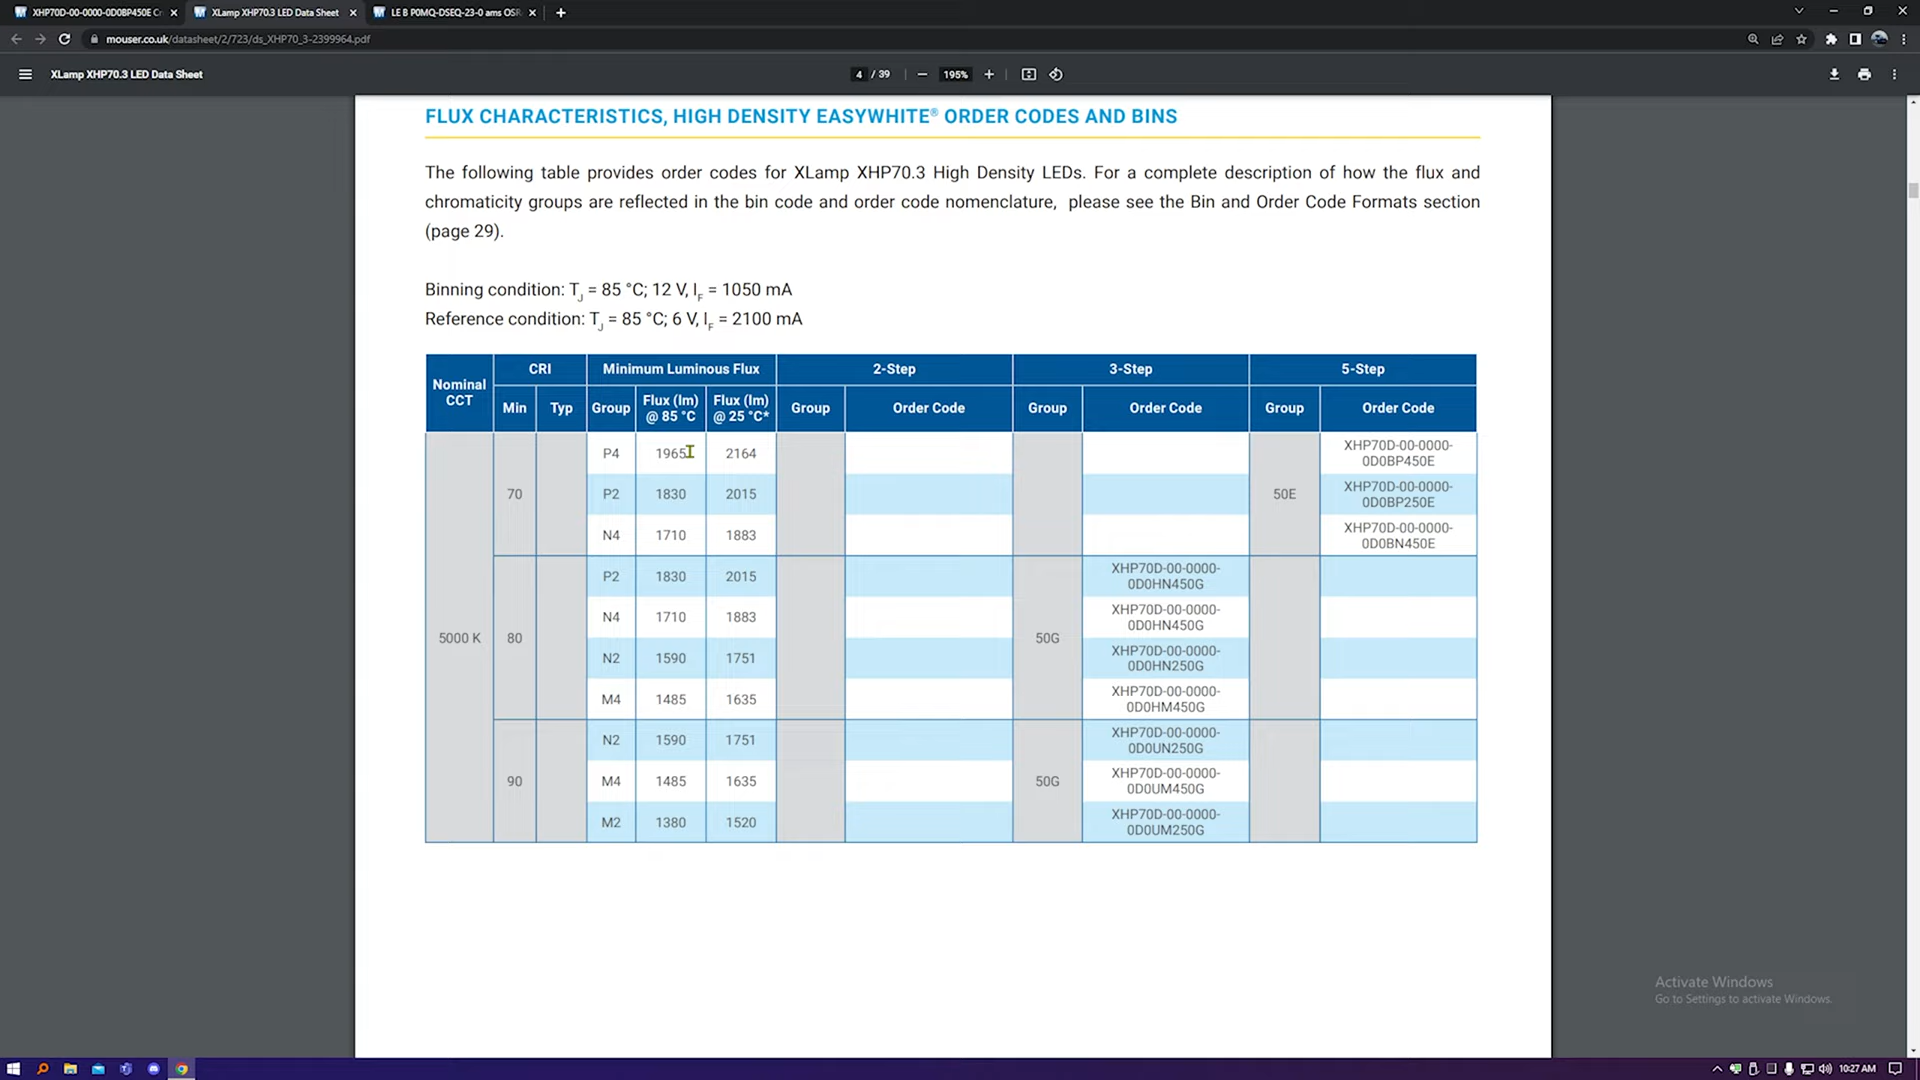 XHP70D-00-0000-0D0BP450E Cr
XLamp XHP70.3 LED Data Sheet
LE B P0MQ-DSEQ-23-0 ams OSR
mouser.co.uk/datasheet/2/723/ds_XHP70_3-2399964.pdf
XLamp XHP70.3 LED Data Sheet
4 / 39
195%
FLUX CHARACTERISTICS, HIGH DENSITY EASYWHITE® ORDER CODES AND BINS
The following table provides order codes for XLamp XHP70.3 High Density LEDs. For a complete description of how the flux and
chromaticity groups are reflected in the bin code and order code nomenclature, please see the Bin and Order Code Formats section
(page 29).
Binning condition: TJ = 85 °C; 12 V, IF = 1050 mA
Reference condition: TJ = 85 °C; 6 V, IF = 2100 mA
Nominal CCT
CRI
Minimum Luminous Flux
2-Step
3-Step
5-Step
Min
Typ
Group
Flux (lm) @ 85 °C
Flux (lm) @ 25 °C*
Group
Order Code
Group
Order Code
Group
Order Code
5000 K
70
P4 1965 2164
50E
XHP70D-00-0000-
0D0BP450E
P2 1830 2015
XHP70D-00-0000-
0D0BP250E
N4 1710 1883
XHP70D-00-0000-
0D0BN450E
80
P2 1830 2015
50G
XHP70D-00-0000-
0D0HN450G
N4 1710 1883
XHP70D-00-0000-
0D0HN450G
N2 1590 1751
XHP70D-00-0000-
0D0HN250G
M4 1485 1635
XHP70D-00-0000-
0D0HM450G
90
N2 1590 1751
50G
XHP70D-00-0000-
0D0UN250G
M4 1485 1635
XHP70D-00-0000-
0D0UM450G
M2 1380 1520
XHP70D-00-0000-
0D0UM250G
Activate Windows
Go to Settings to activate Windows.
10:27 AM